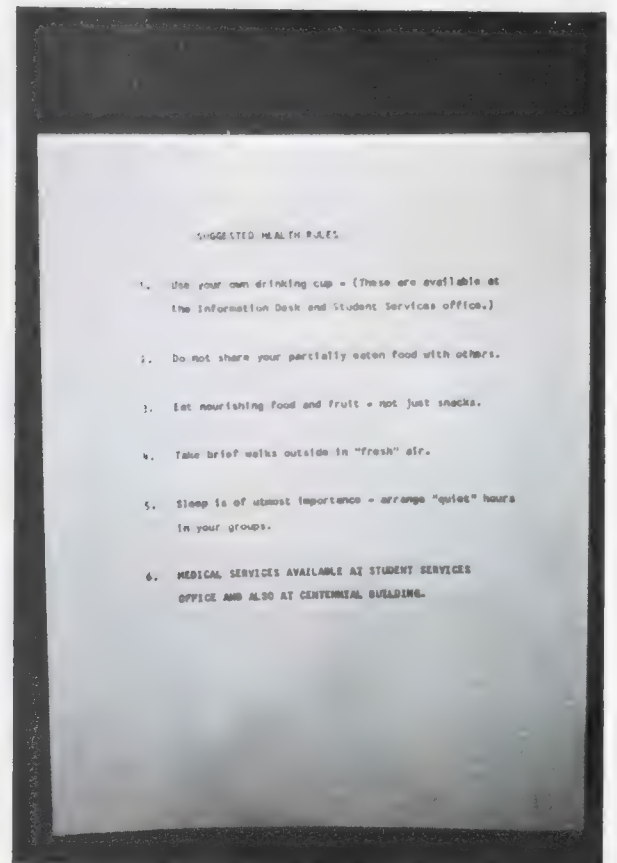 SUGGESTED HEALTH RULES
1. Use your own drinking cup - (These are available at
the Information Desk and Student Services office.)
2. Do not share your partially eaten food with others.
3. Eat nourishing food and fruit - not just snacks.
4. Take brief walks outside in "fresh" air.
5. Sleep is of utmost importance - arrange "quiet" hours
in your groups.
6. MEDICAL SERVICES AVAILABLE AT STUDENT SERVICES
OFFICE AND ALSO AT CENTENNIAL BUILDING.